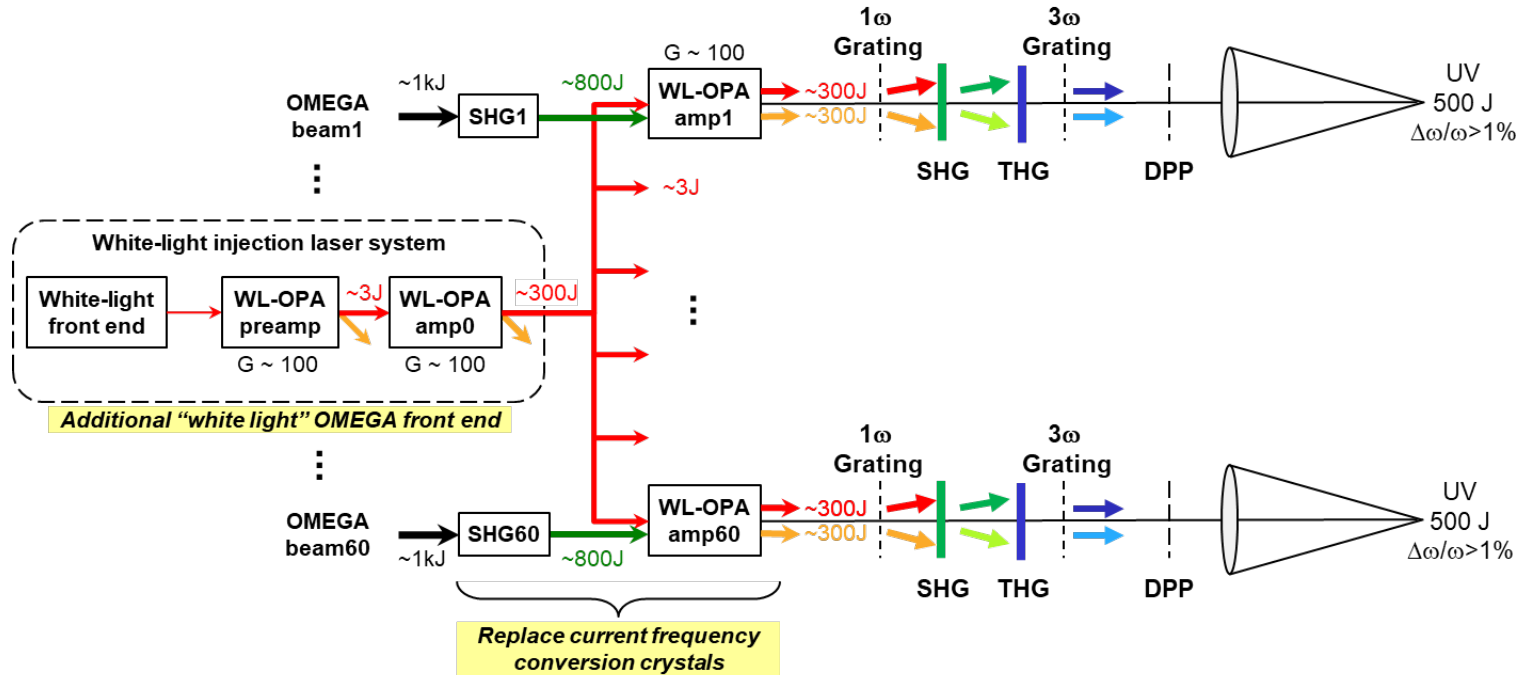 1ω
Grating
3ω
Grating
G ~ 100
~1kJ
~800J
OMEGA
beam1
SHG1
WL-OPA
amp1
~300J
~300J
SHG
THG
DPP
UV
500 J
Δω/ω>1%
~3J
White-light injection laser system
White-light
front end
WL-OPA
preamp
~3J
WL-OPA
amp0
~300J
G ~ 100
G ~ 100
Additional “white light” OMEGA front end
1ω
Grating
3ω
Grating
OMEGA
beam60
~1kJ
SHG60
~800J
WL-OPA
amp60
~300J
~300J
SHG
THG
DPP
UV
500 J
Δω/ω>1%
Replace current frequency
conversion crystals